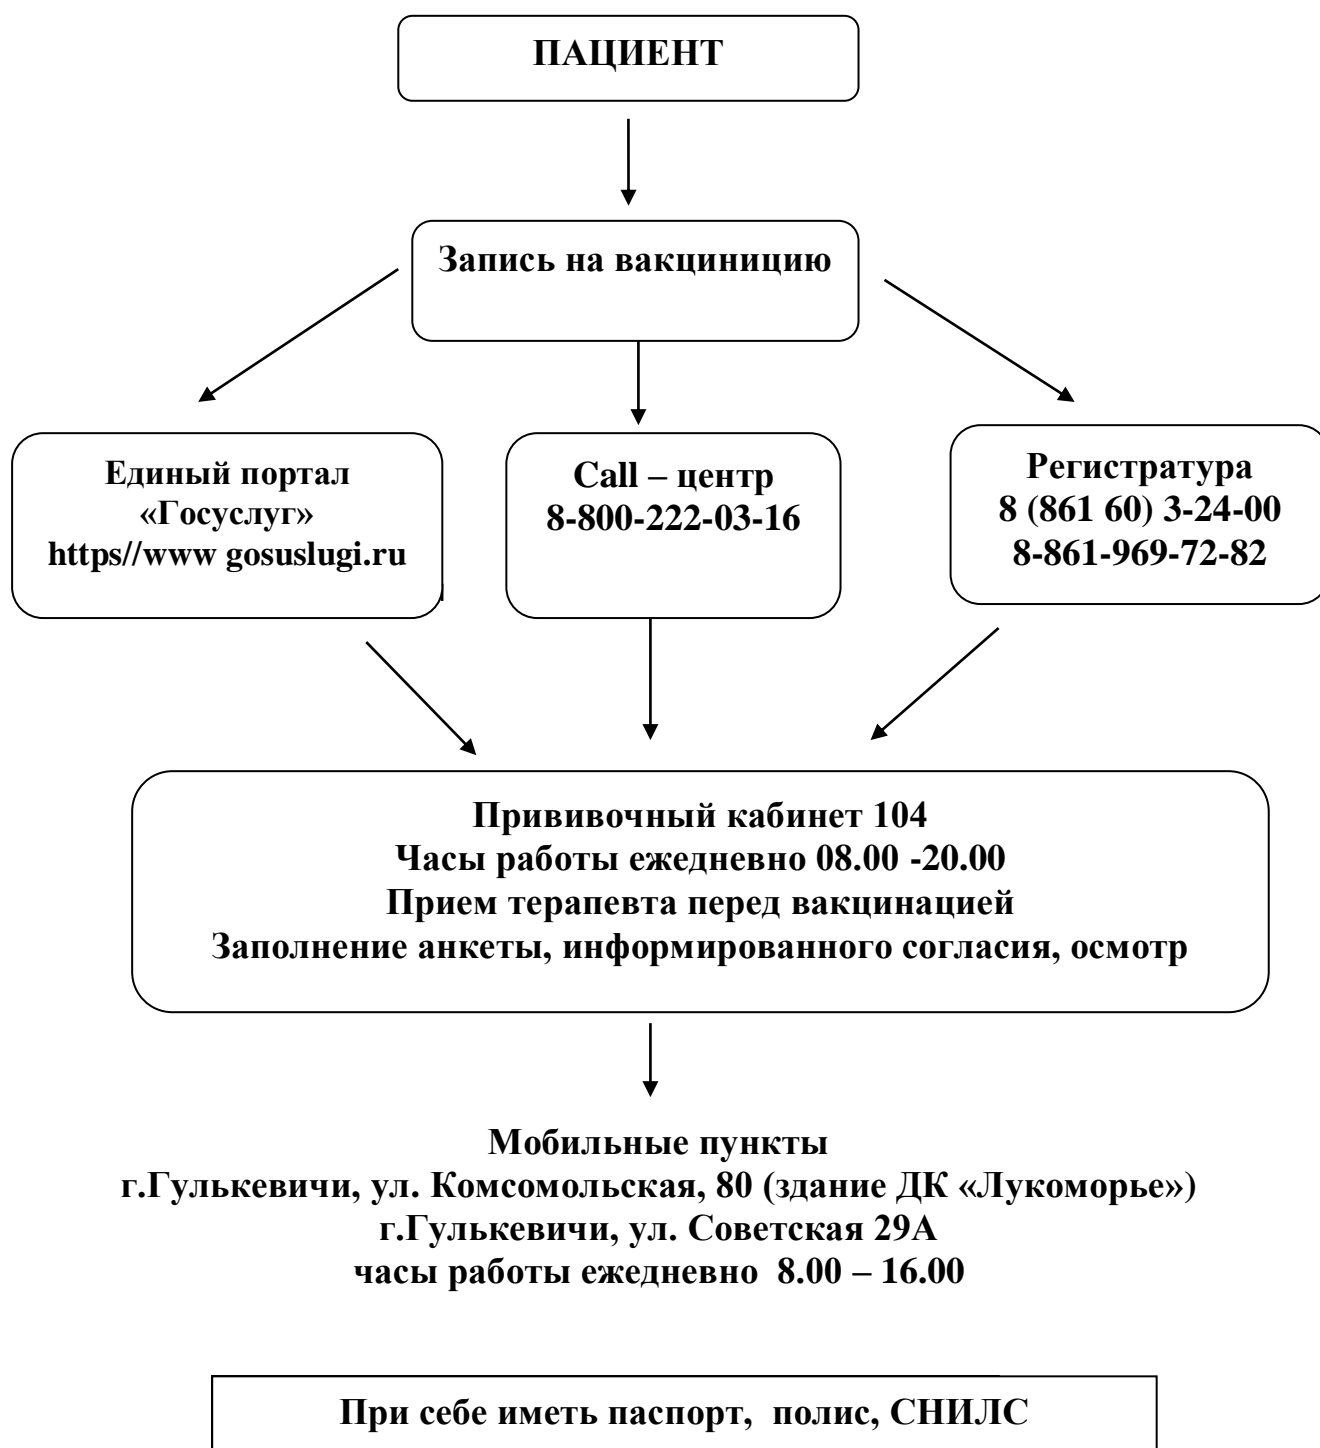 ПАЦИЕНТ
Запись на вакциницию
Единый портал
«Госуслуг»
https//www gosuslugi.ru
Call – центр
8-800-222-03-16
Регистратура
8 (861 60) 3-24-00
8-861-969-72-82
Прививочный кабинет 104
Часы работы ежедневно 08.00 -20.00
Прием терапевта перед вакцинацией
Заполнение анкеты, информированного согласия, осмотр
Мобильные пункты
г.Гулькевичи, ул. Комсомольская, 80 (здание ДК «Лукоморье»)
г.Гулькевичи, ул. Советская 29А
часы работы ежедневно  8.00 – 16.00
При себе иметь паспорт,  полис, СНИЛС